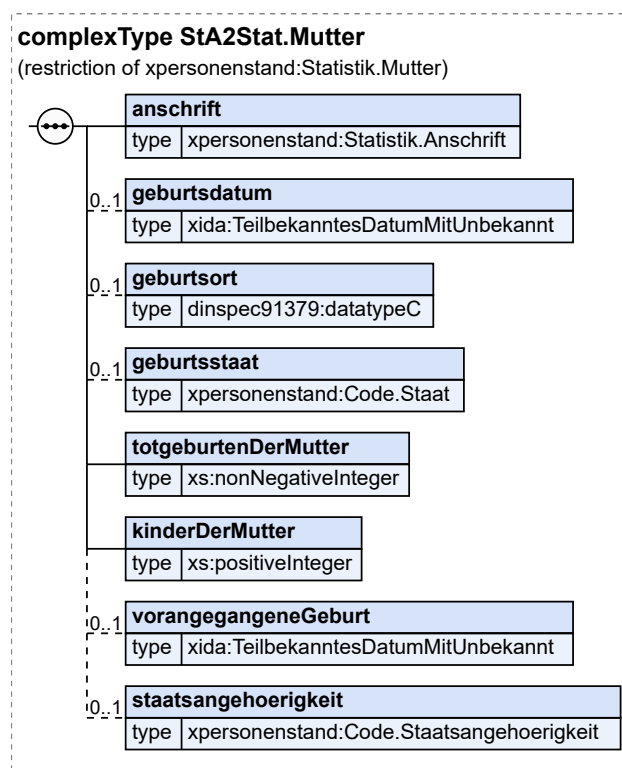 complexType StA2Stat.Mutter
(restriction of xpersonenstand:Statistik.Mutter)
anschrift
type xpersonenstand:Statistik.Anschrift
0..1 geburtsdatum
type xida:TeilbekanntesDatumMitUnbekannt
0..1 geburtsort
type dinspec91379:datatypeC
0..1 geburtsstaat
type xpersonenstand:Code.Staat
totgeburtenDerMutter
type xs:nonNegativeInteger
kinderDerMutter
type xs:positiveInteger
0..1 vorangegangeneGeburt
type xida:TeilbekanntesDatumMitUnbekannt
0..1 staatsangehoerigkeit
type xpersonenstand:Code.Staatsangehoerigkeit